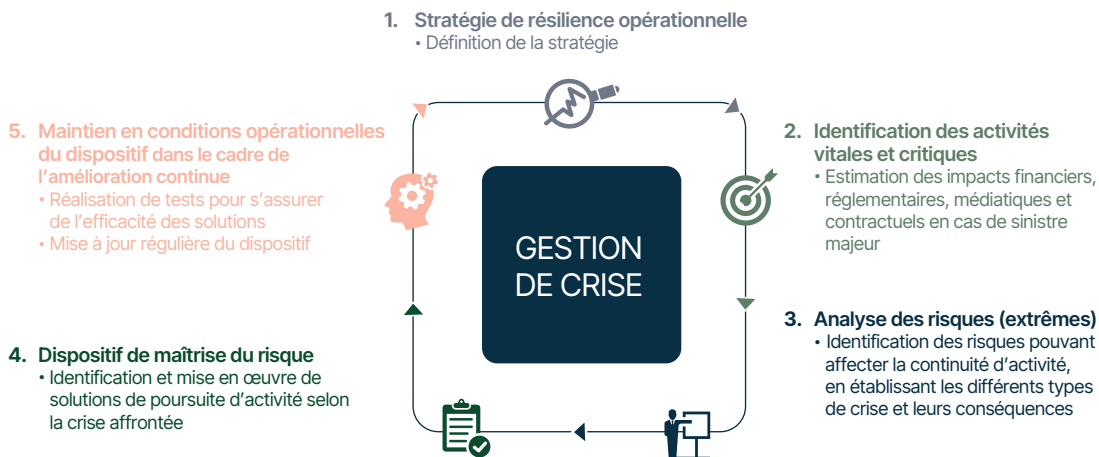 1. Stratégie de résilience opérationnelle
• Définition de la stratégie
2. Identification des activités
vitales et critiques
• Estimation des impacts financiers,
réglementaires, médiatiques et
contractuels en cas de sinistre
majeur
3. Analyse des risques (extrêmes)
• Identification des risques pouvant
affecter la continuité d’activité,
en établissant les différents types
de crise et leurs conséquences
4. Dispositif de maîtrise du risque
• Identification et mise en œuvre de
solutions de poursuite d’activité selon
la crise affrontée
5. Maintien en conditions opérationnelles
du dispositif dans le cadre de
l’amélioration continue
• Réalisation de tests pour s’assurer
de l’efficacité des solutions
• Mise à jour régulière du dispositif
GESTION
DE CRISE